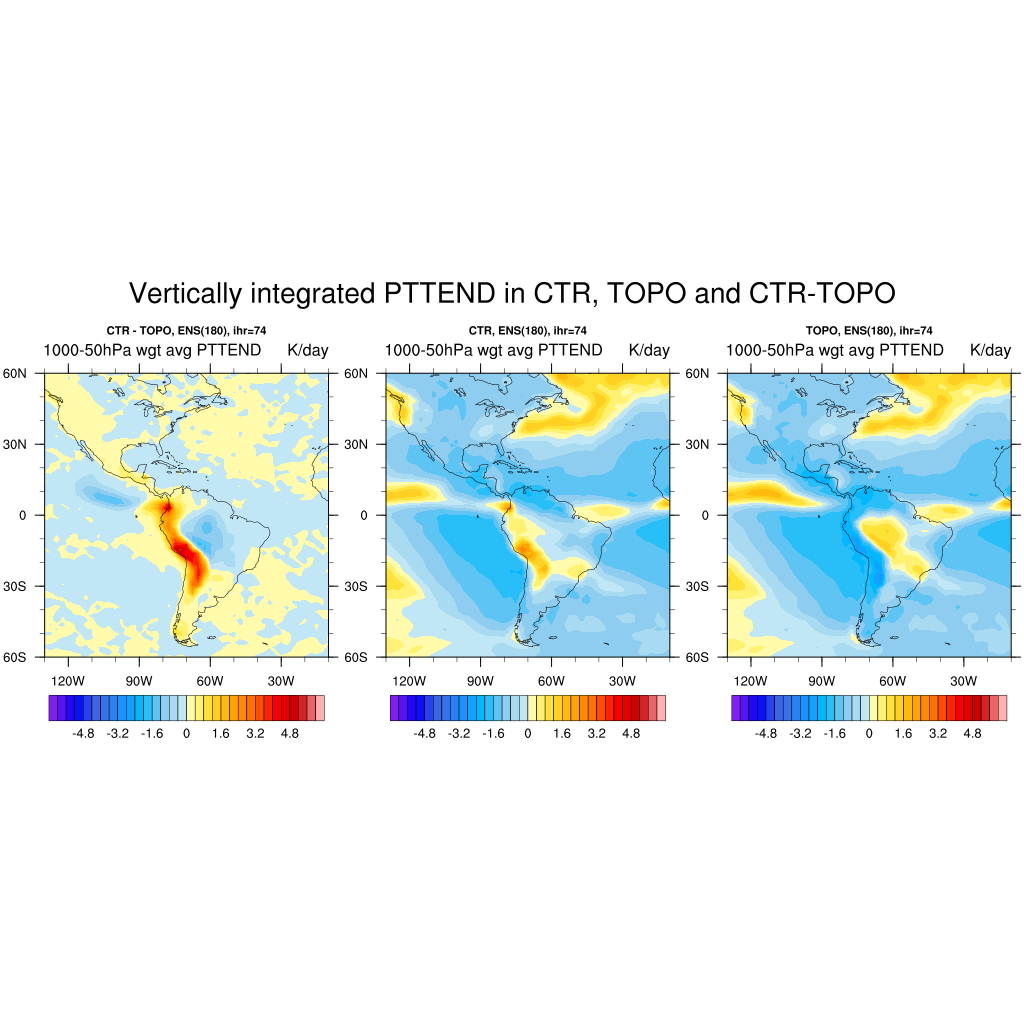 Vertically integrated PTTEND in CTR, TOPO and CTR-TOPO
CTR - TOPO, ENS(180), ihr=74
1000-50hPa wgt avg PTTEND K/day
60N
30N
0
30S
60S
120W 90W 60W 30W
-4.8 -3.2 -1.6 0 1.6 3.2 4.8
CTR, ENS(180), ihr=74
1000-50hPa wgt avg PTTEND K/day
60N
30N
0
30S
60S
120W 90W 60W 30W
-4.8 -3.2 -1.6 0 1.6 3.2 4.8
TOPO, ENS(180), ihr=74
1000-50hPa wgt avg PTTEND K/day
60N
30N
0
30S
60S
120W 90W 60W 30W
-4.8 -3.2 -1.6 0 1.6 3.2 4.8